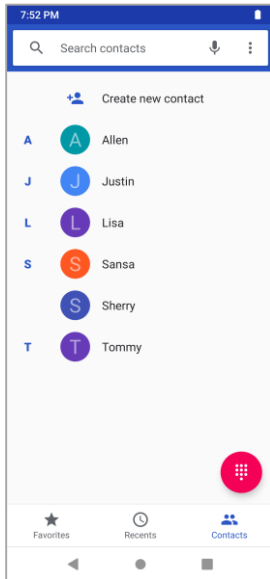 7:52 PM
Search contacts
Create new contact
A A Allen
J J Justin
L L Lisa
S S Sansa
S Sherry
T T Tommy
Favorites Recents Contacts